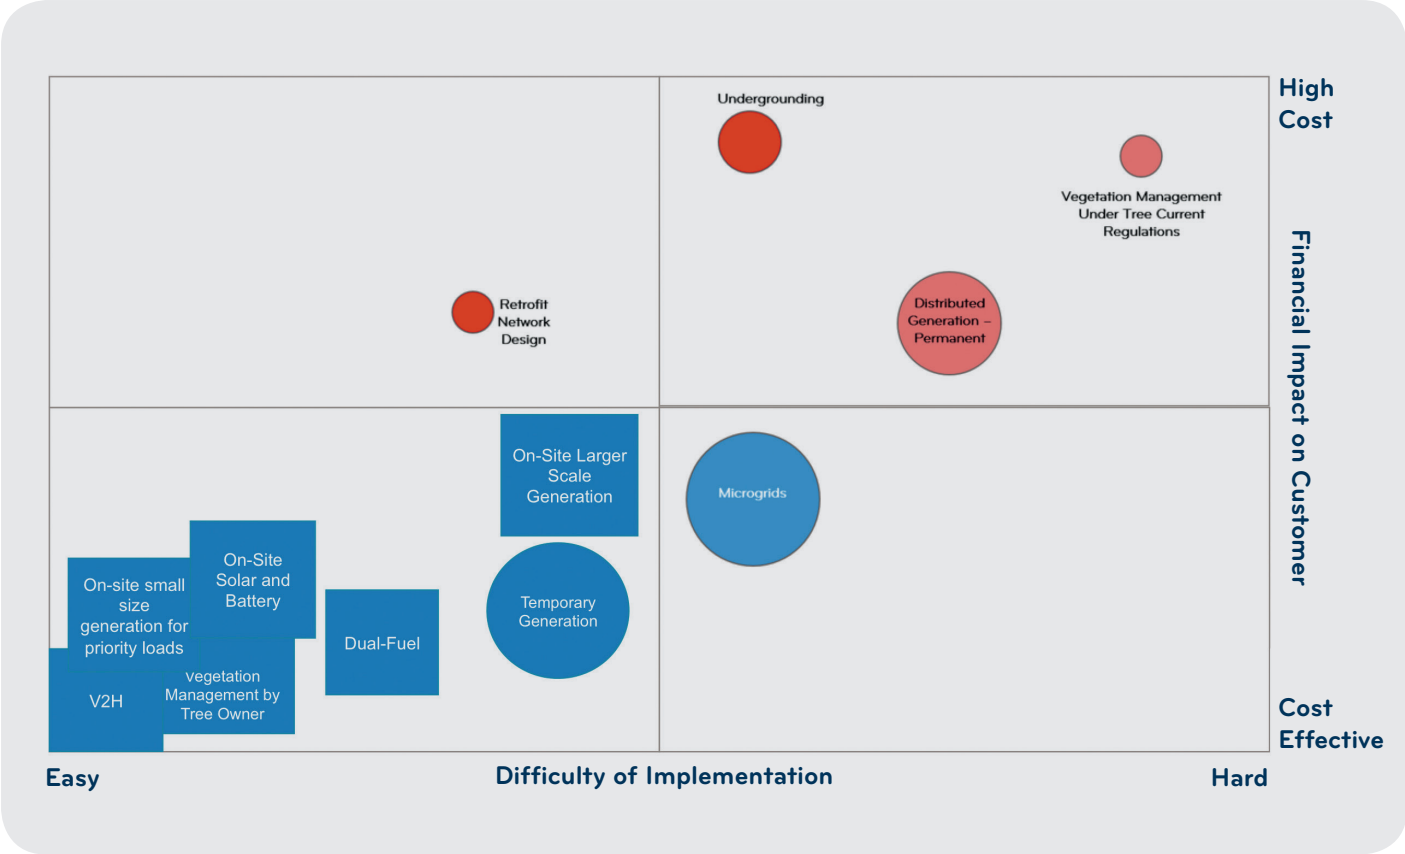 High
Cost
Undergrounding
Vegetation Management
Under Tree Current
Regulations
Financial Impact on Customer
Retrofit
Network
Design
Distributed
Generation –
Permanent
On-Site Larger
Scale
Generation
Microgrids
On-Site
Solar and
Battery
On-site small
size
generation for
priority loads
Temporary
Generation
Dual-Fuel
V2H
Vegetation
Management by
Tree Owner
Cost
Effective
Easy
Difficulty of Implementation
Hard